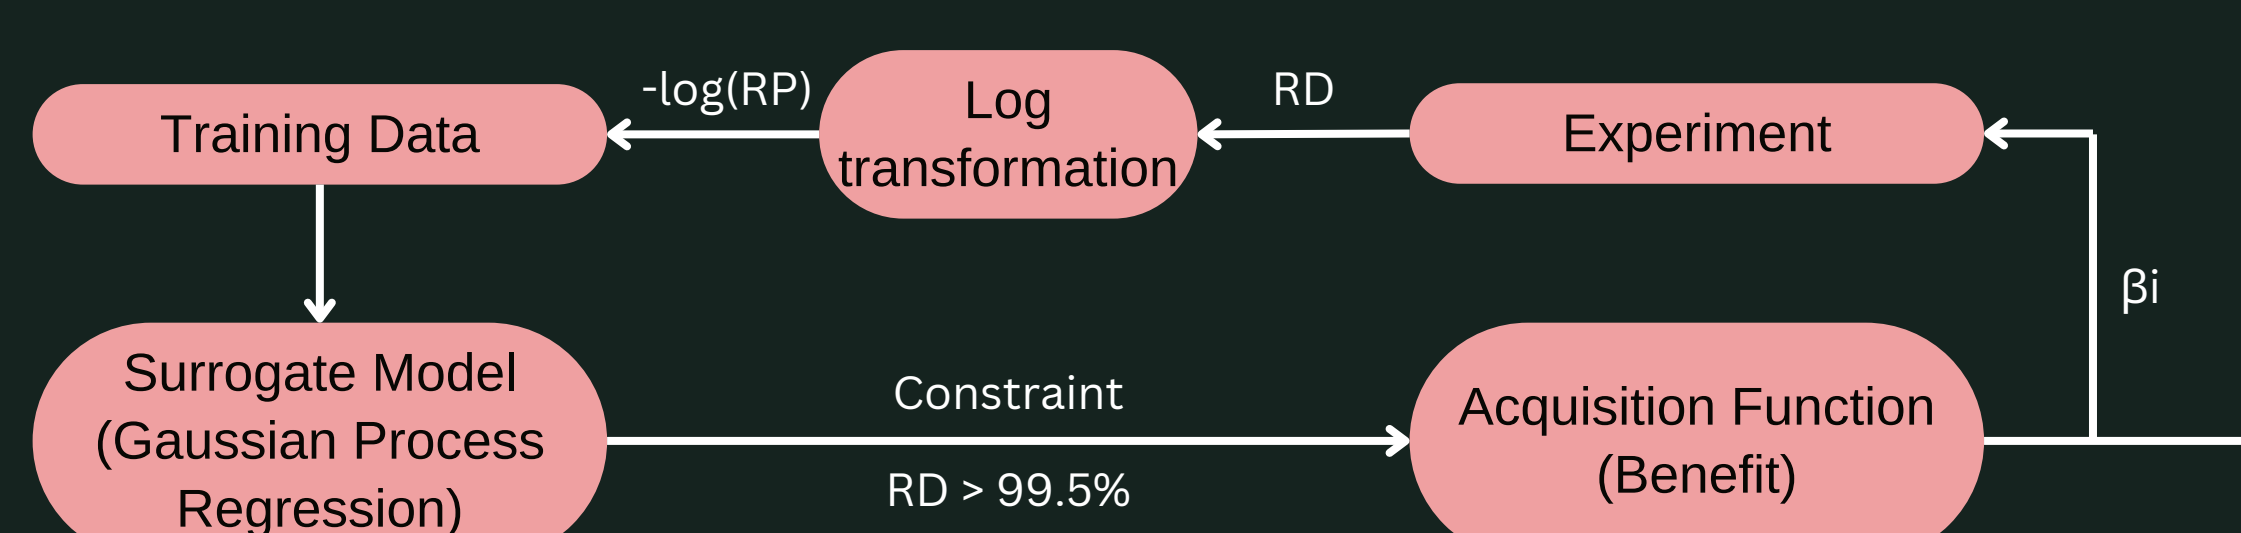 Training Data
-log(RP)
Log
transformation
RD
Experiment
βi
Surrogate Model
(Gaussian Process
Regression)
Constraint
RD > 99.5%
Acquisition Function
(Benefit)